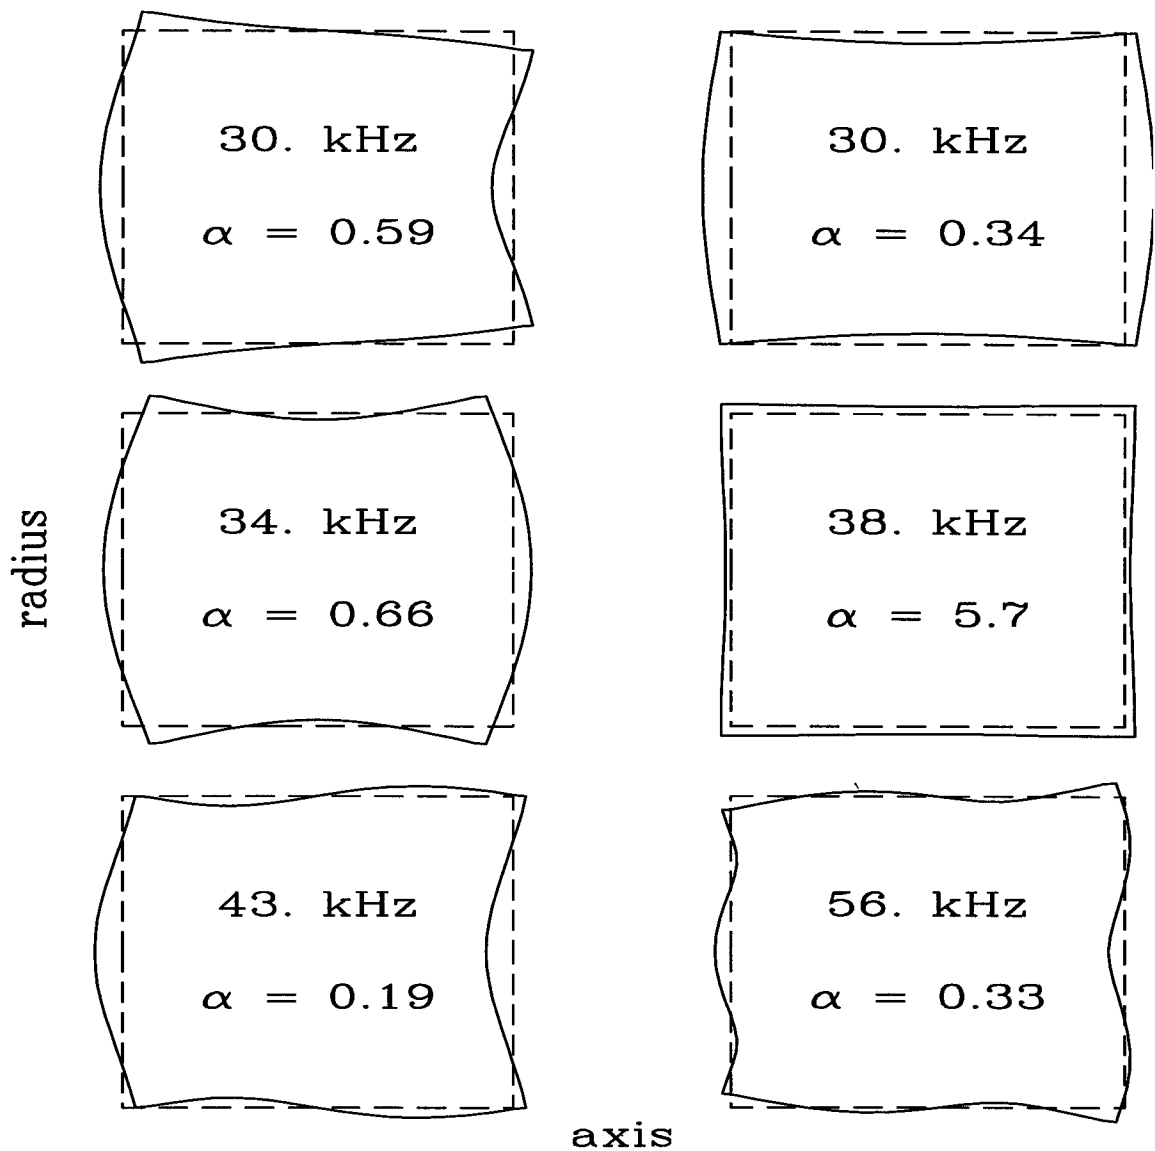 30. kHz
α = 0.59
30. kHz
α = 0.34
34. kHz
α = 0.66
38. kHz
α = 5.7
43. kHz
α = 0.19
56. kHz
α = 0.33
radius
axis